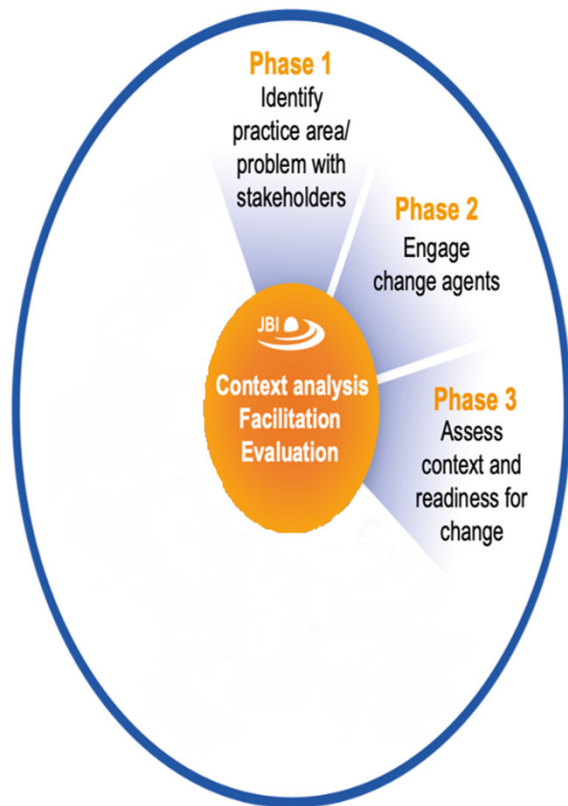 Phase 1
Identify
practice area/
problem with
stakeholders
Phase 2
Engage
change agents
JBI
Context analysis
Facilitation
Evaluation
Phase 3
Assess
context and
readiness for
change